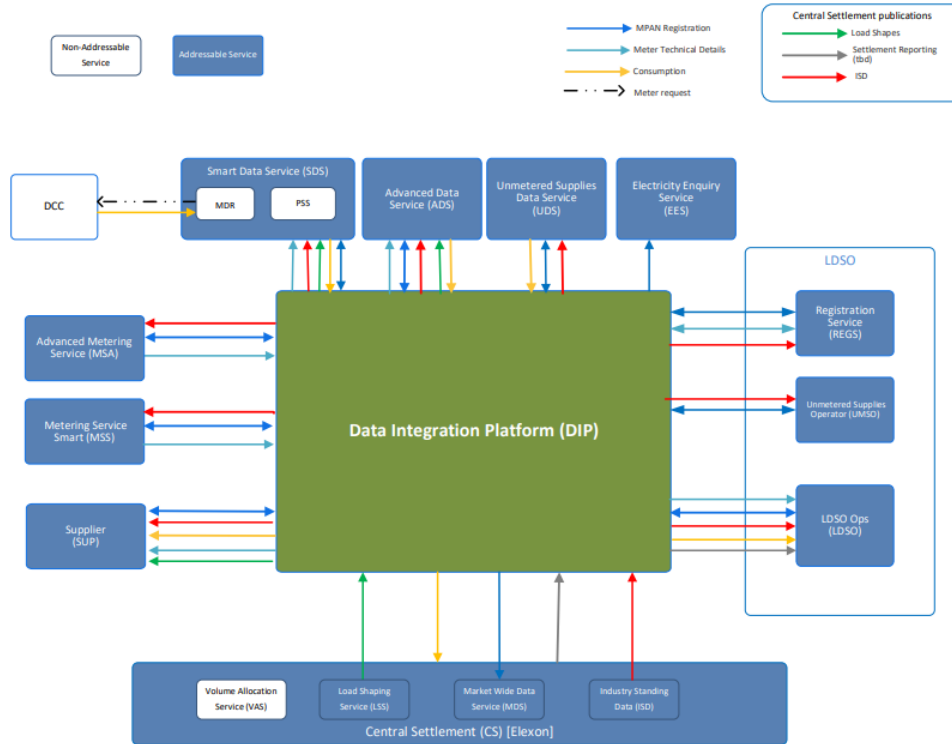 Non-Addressable
Service
Addressable Service
MPAN Registration
Meter Technical Details
Consumption
Meter request
Central Settlement publications
Load Shapes
Settlement Reporting
(tbd)
ISD
DCC
Smart Data Service (SDS)
MDR
PSS
Advanced Data
Service (ADS)
Unmetered Supplies
Data Service
(UDS)
Electricity Enquiry
Service
(EES)
LDSO
Registration
Service
(REGS)
Unmetered Supplies
Operator (UMSO)
LDSO Ops
(LDSO)
Advanced Metering
Service (MSA)
Metering Service
Smart (MSS)
Supplier
(SUP)
Data Integration Platform (DIP)
Volume Allocation
Service (VAS)
Load Shaping
Service (LSS)
Market Wide Data
Service (MDS)
Industry Standing
Data (ISD)
Central Settlement (CS) [Elexon]